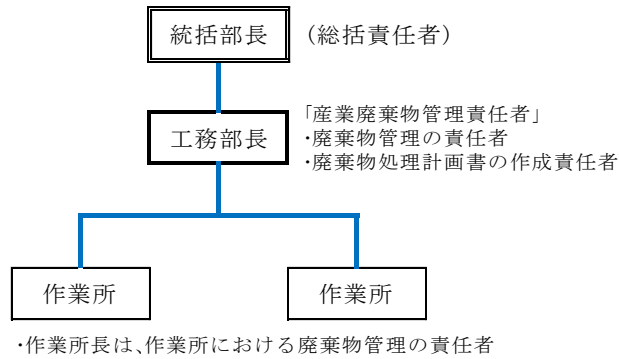 統括部長 （総括責任者）
「産業廃棄物管理責任者」
工務部長 ･廃棄物管理の責任者
･廃棄物処理計画書の作成責任者
作業所 作業所
･作業所長は､作業所における廃棄物管理の責任者